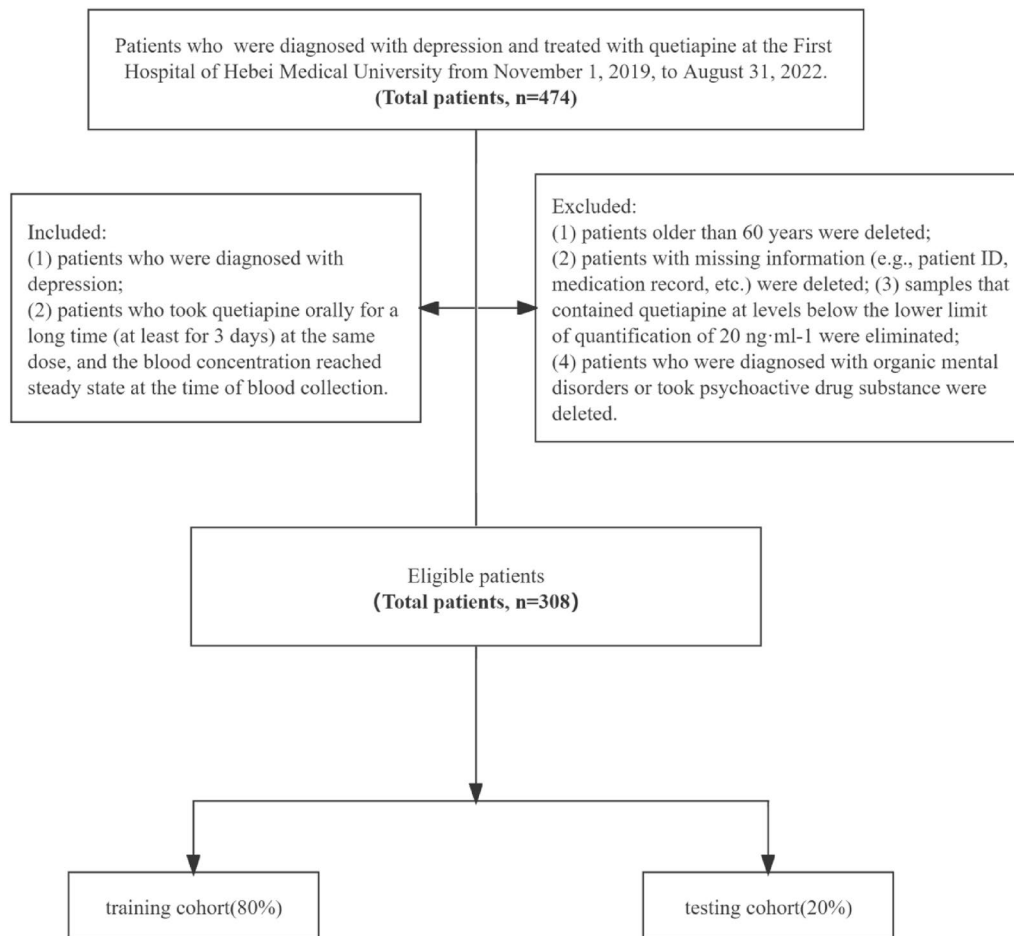 Patients who were diagnosed with depression and treated with quetiapine at the First
Hospital of Hebei Medical University from November 1, 2019, to August 31, 2022.
(Total patients, n=474)
Included:
(1) patients who were diagnosed with
depression;
(2) patients who took quetiapine orally for a
long time (at least for 3 days) at the same
dose, and the blood concentration reached
steady state at the time of blood collection.
Excluded:
(1) patients older than 60 years were deleted;
(2) patients with missing information (e.g., patient ID,
medication record, etc.) were deleted; (3) samples that
contained quetiapine at levels below the lower limit
of quantification of 20 ng·ml-1 were eliminated;
(4) patients who were diagnosed with organic mental
disorders or took psychoactive drug substance were
deleted.
Eligible patients
(Total patients, n=308)
training cohort(80%)
testing cohort(20%)